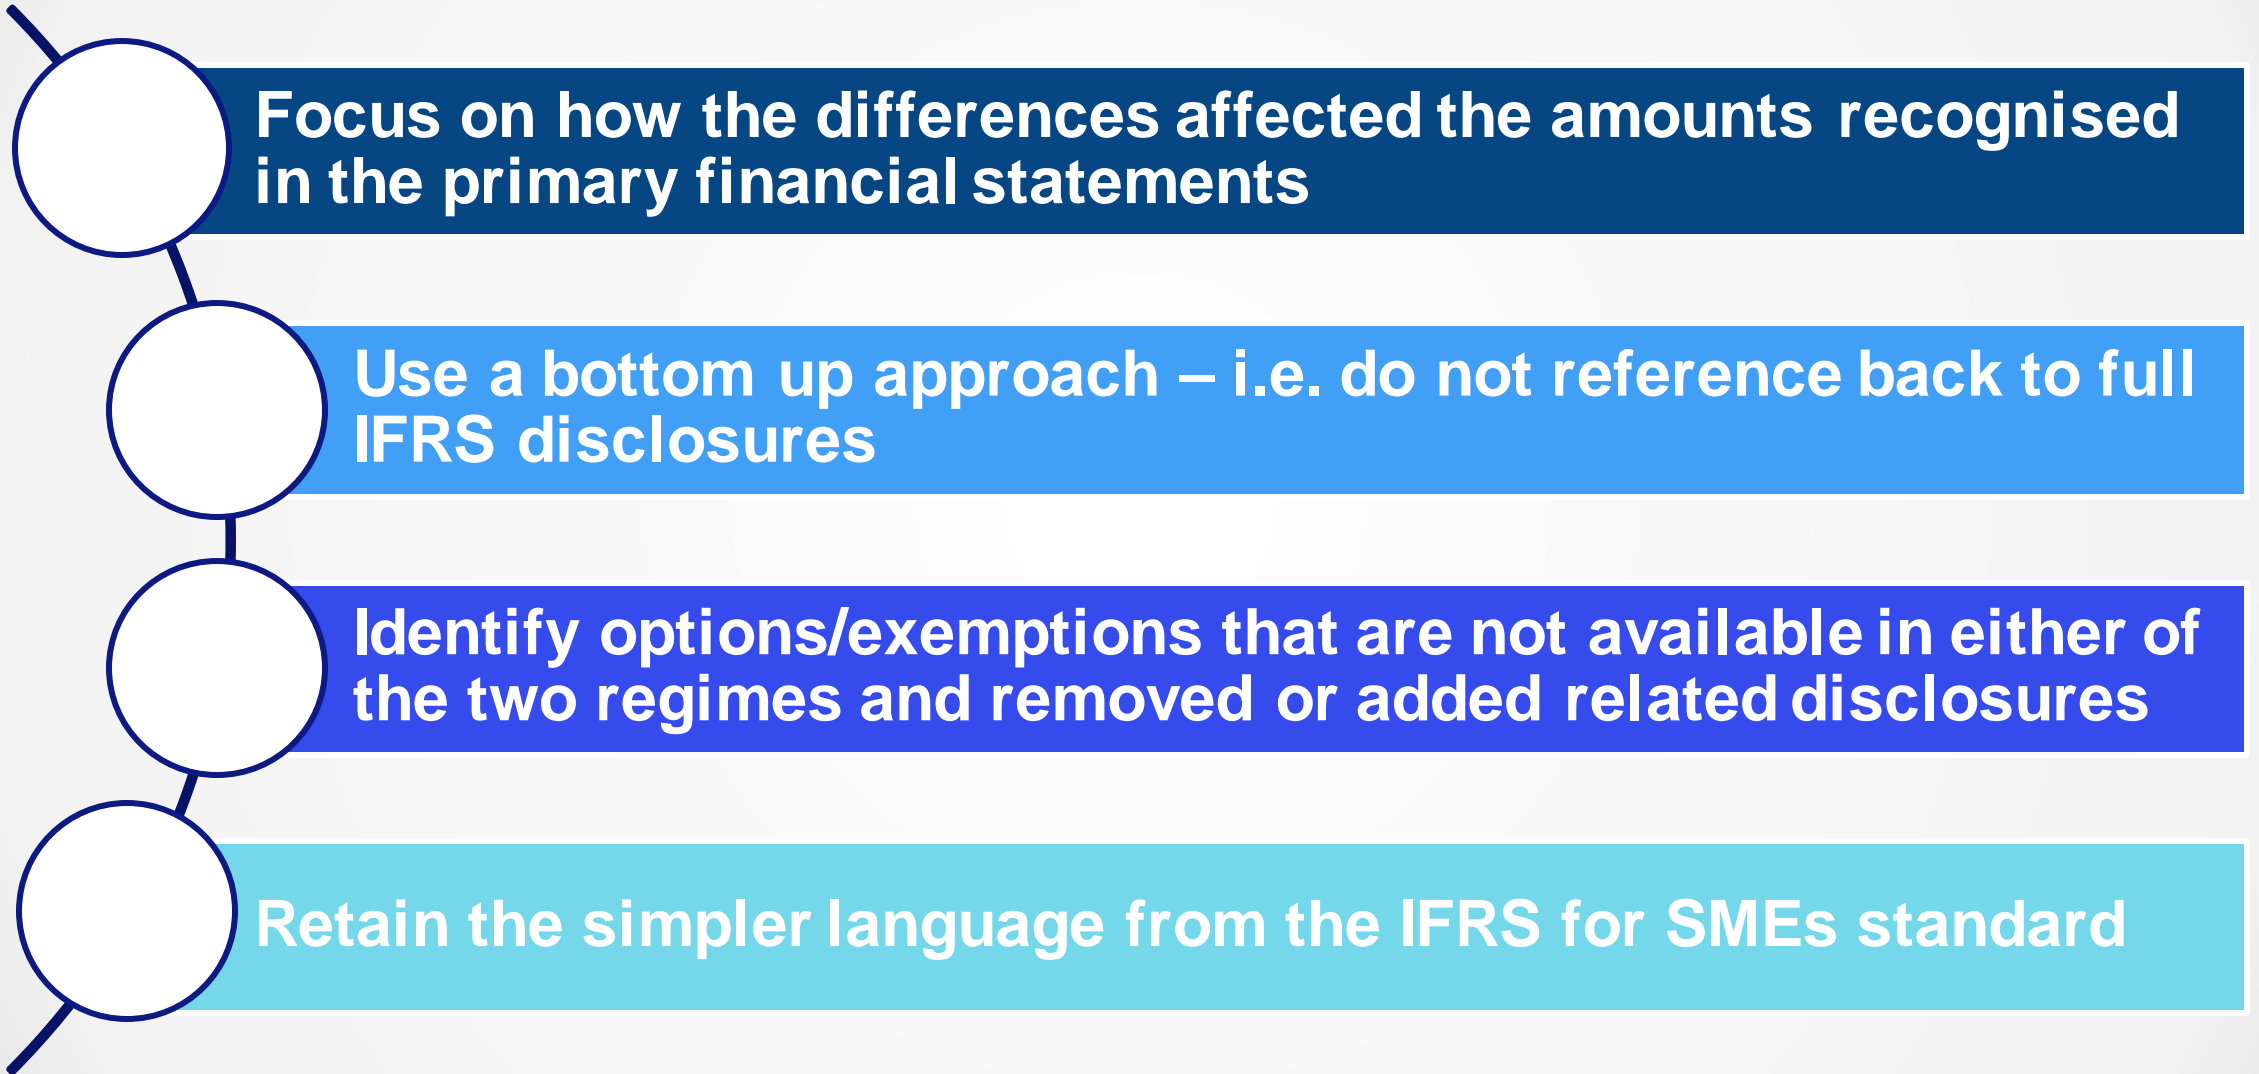 Focus on how the differences affected the amounts recognised
in the primary financial statements
Use a bottom up approach – i.e. do not reference back to full
IFRS disclosures
Identify options/exemptions that are not available in either of
the two regimes and removed or added related disclosures
Retain the simpler language from the IFRS for SMEs standard